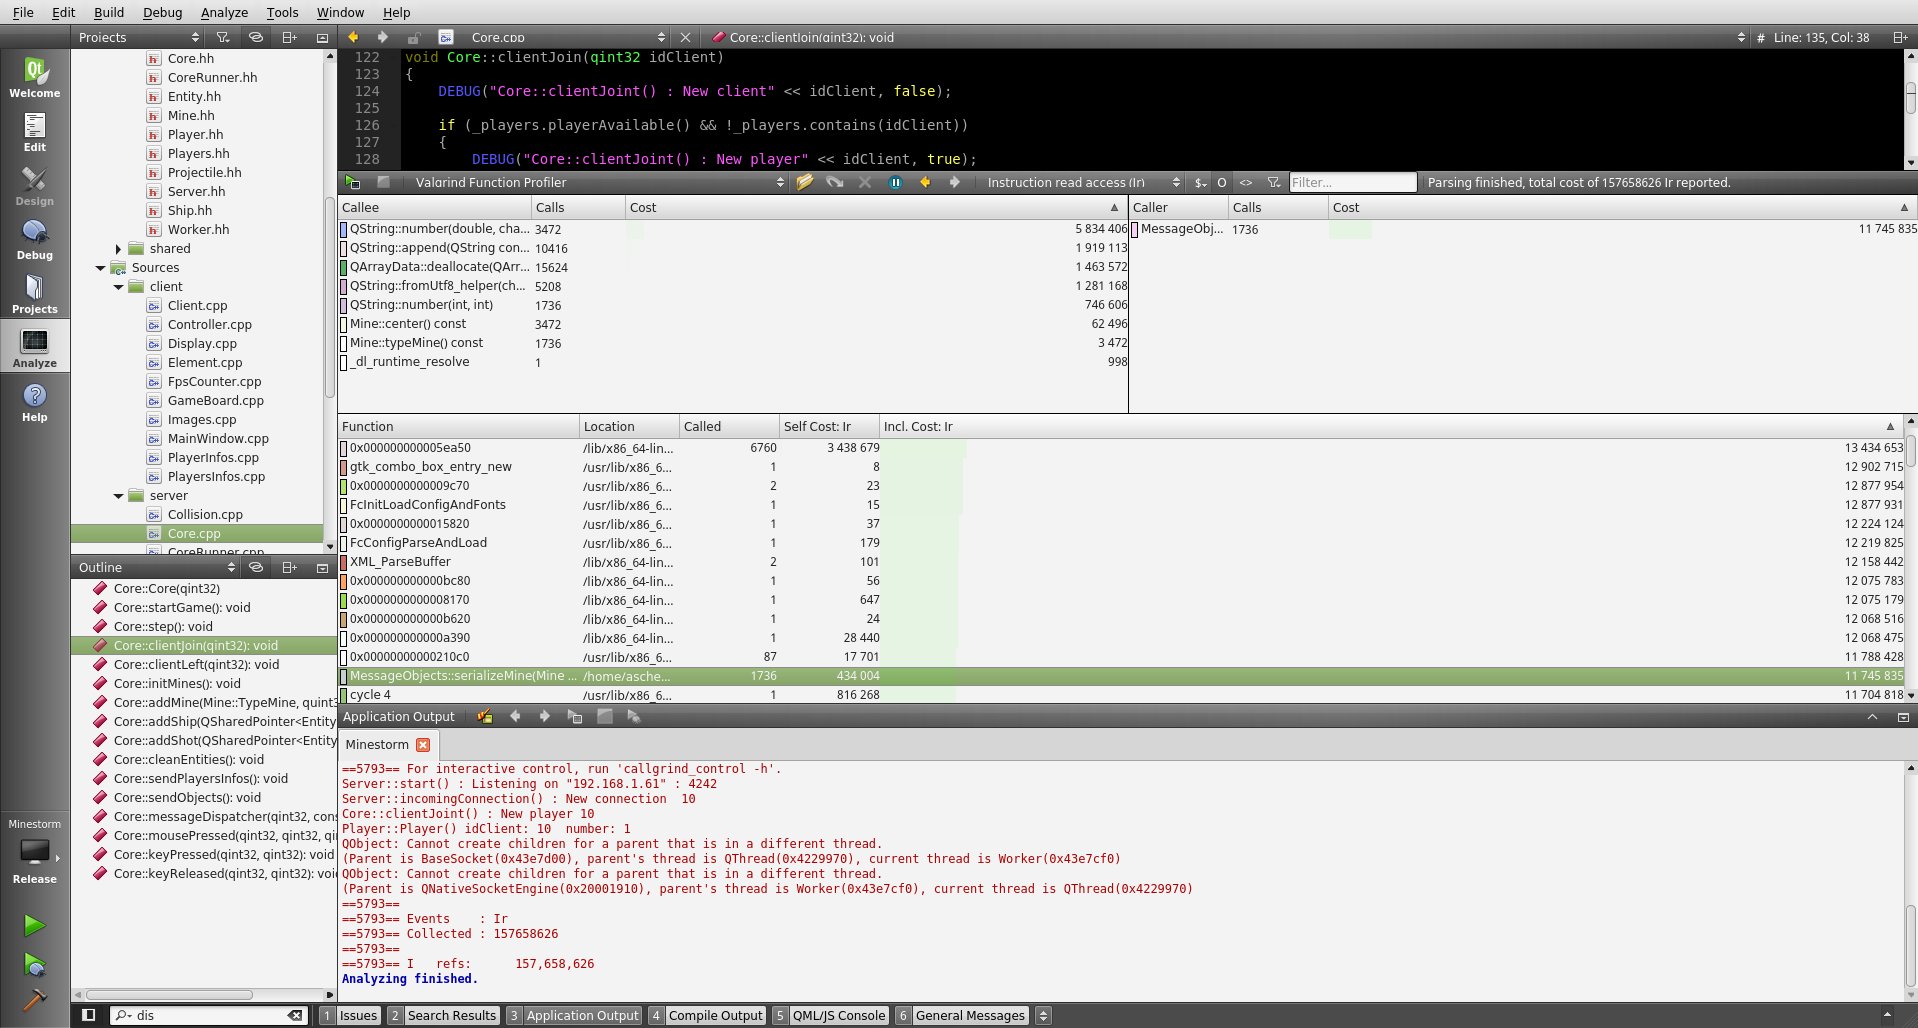 File Edit Build Debug Analyze Tools Window Help
Projects
Core.cpp
Core::clientJoin(qint32): void
# Line: 135, Col: 38
Welcome
Edit
Design
Debug
Projects
Analyze
Help
Minestorm
Release
Core.hh
CoreRunner.hh
Entity.hh
Mine.hh
Player.hh
Players.hh
Projectile.hh
Server.hh
Ship.hh
Worker.hh
shared
Sources
client
Client.cpp
Controller.cpp
Display.cpp
Element.cpp
FpsCounter.cpp
GameBoard.cpp
Images.cpp
MainWindow.cpp
PlayerInfos.cpp
PlayersInfos.cpp
server
Collision.cpp
Core.cpp
CoreRunner.cpp
Outline
Core::Core(qint32)
Core::startGame(): void
Core::step(): void
Core::clientJoin(qint32): void
Core::clientLeft(qint32): void
Core::initMines(): void
Core::addMine(Mine::TypeMine, quint3
Core::addShip(QSharedPointer<Entity
Core::addShot(QSharedPointer<Entity
Core::cleanEntities(): void
Core::sendPlayersInfos(): void
Core::sendObjects(): void
Core::messageDispatcher(qint32, cons
Core::mousePressed(qint32, qint32, qi
Core::keyPressed(qint32, qint32): void
Core::keyReleased(qint32, qint32): voi
122 void Core::clientJoin(qint32 idClient)
123 {
124 DEBUG("Core::clientJoint() : New client" << idClient, false);
125
126 if (_players.playerAvailable() && !_players.contains(idClient))
127 {
128 DEBUG("Core::clientJoint() : New player" << idClient, true);
Valgrind Function Profiler
Instruction read access (Ir)
$ O <>
Filter...
Parsing finished, total cost of 157658626 Ir reported.
Callee Calls Cost
QString::number(double, cha... 3472 5 834 406
QString::append(QString con... 10416 1 919 113
QArrayData::deallocate(QArr... 15624 1 463 572
QString::fromUtf8_helper(ch... 5208 1 281 168
QString::number(int, int) 1736 746 606
Mine::center() const 3472 62 496
Mine::typeMine() const 1736 3 472
_dl_runtime_resolve 1 998
Caller Calls Cost
MessageObj... 1736 11 745 835
Function Location Called Self Cost: Ir Incl. Cost: Ir
0x000000000005ea50 /lib/x86_64-lin... 6760 3 438 679 13 434 653
gtk_combo_box_entry_new /usr/lib/x86_6... 1 8 12 902 715
0x0000000000009c70 /usr/lib/x86_6... 2 23 12 877 954
FcInitLoadConfigAndFonts /usr/lib/x86_6... 1 15 12 877 931
0x0000000000015820 /usr/lib/x86_6... 1 37 12 224 124
FcConfigParseAndLoad /usr/lib/x86_6... 1 179 12 219 825
XML_ParseBuffer /lib/x86_64-lin... 2 101 12 158 442
0x000000000000bc80 /lib/x86_64-lin... 1 56 12 075 783
0x0000000000008170 /lib/x86_64-lin... 1 647 12 075 179
0x000000000000b620 /lib/x86_64-lin... 1 24 12 068 516
0x000000000000a390 /lib/x86_64-lin... 1 28 440 12 068 475
0x00000000000210c0 /usr/lib/x86_6... 87 17 701 11 788 428
MessageObjects::serializeMine(Mine ... /home/asche... 1736 434 004 11 745 835
cycle 4 /usr/lib/x86_6... 1 816 268 11 704 818
Application Output
Minestorm
==5793== For interactive control, run 'callgrind_control -h'.
Server::start() : Listening on "192.168.1.61" : 4242
Server::incomingConnection() : New connection  10
Core::clientJoint() : New player 10
Player::Player() idClient: 10  number: 1
QObject: Cannot create children for a parent that is in a different thread.
(Parent is BaseSocket(0x43e7d00), parent's thread is QThread(0x4229970), current thread is Worker(0x43e7cf0)
QObject: Cannot create children for a parent that is in a different thread.
(Parent is QNativeSocketEngine(0x20001910), parent's thread is Worker(0x43e7cf0), current thread is QThread(0x4229970)
==5793==
==5793== Events    : Ir
==5793== Collected : 157658626
==5793==
==5793== I   refs:      157,658,626
Analyzing finished.
dis
1 Issues 2 Search Results 3 Application Output 4 Compile Output 5 QML/JS Console 6 General Messages